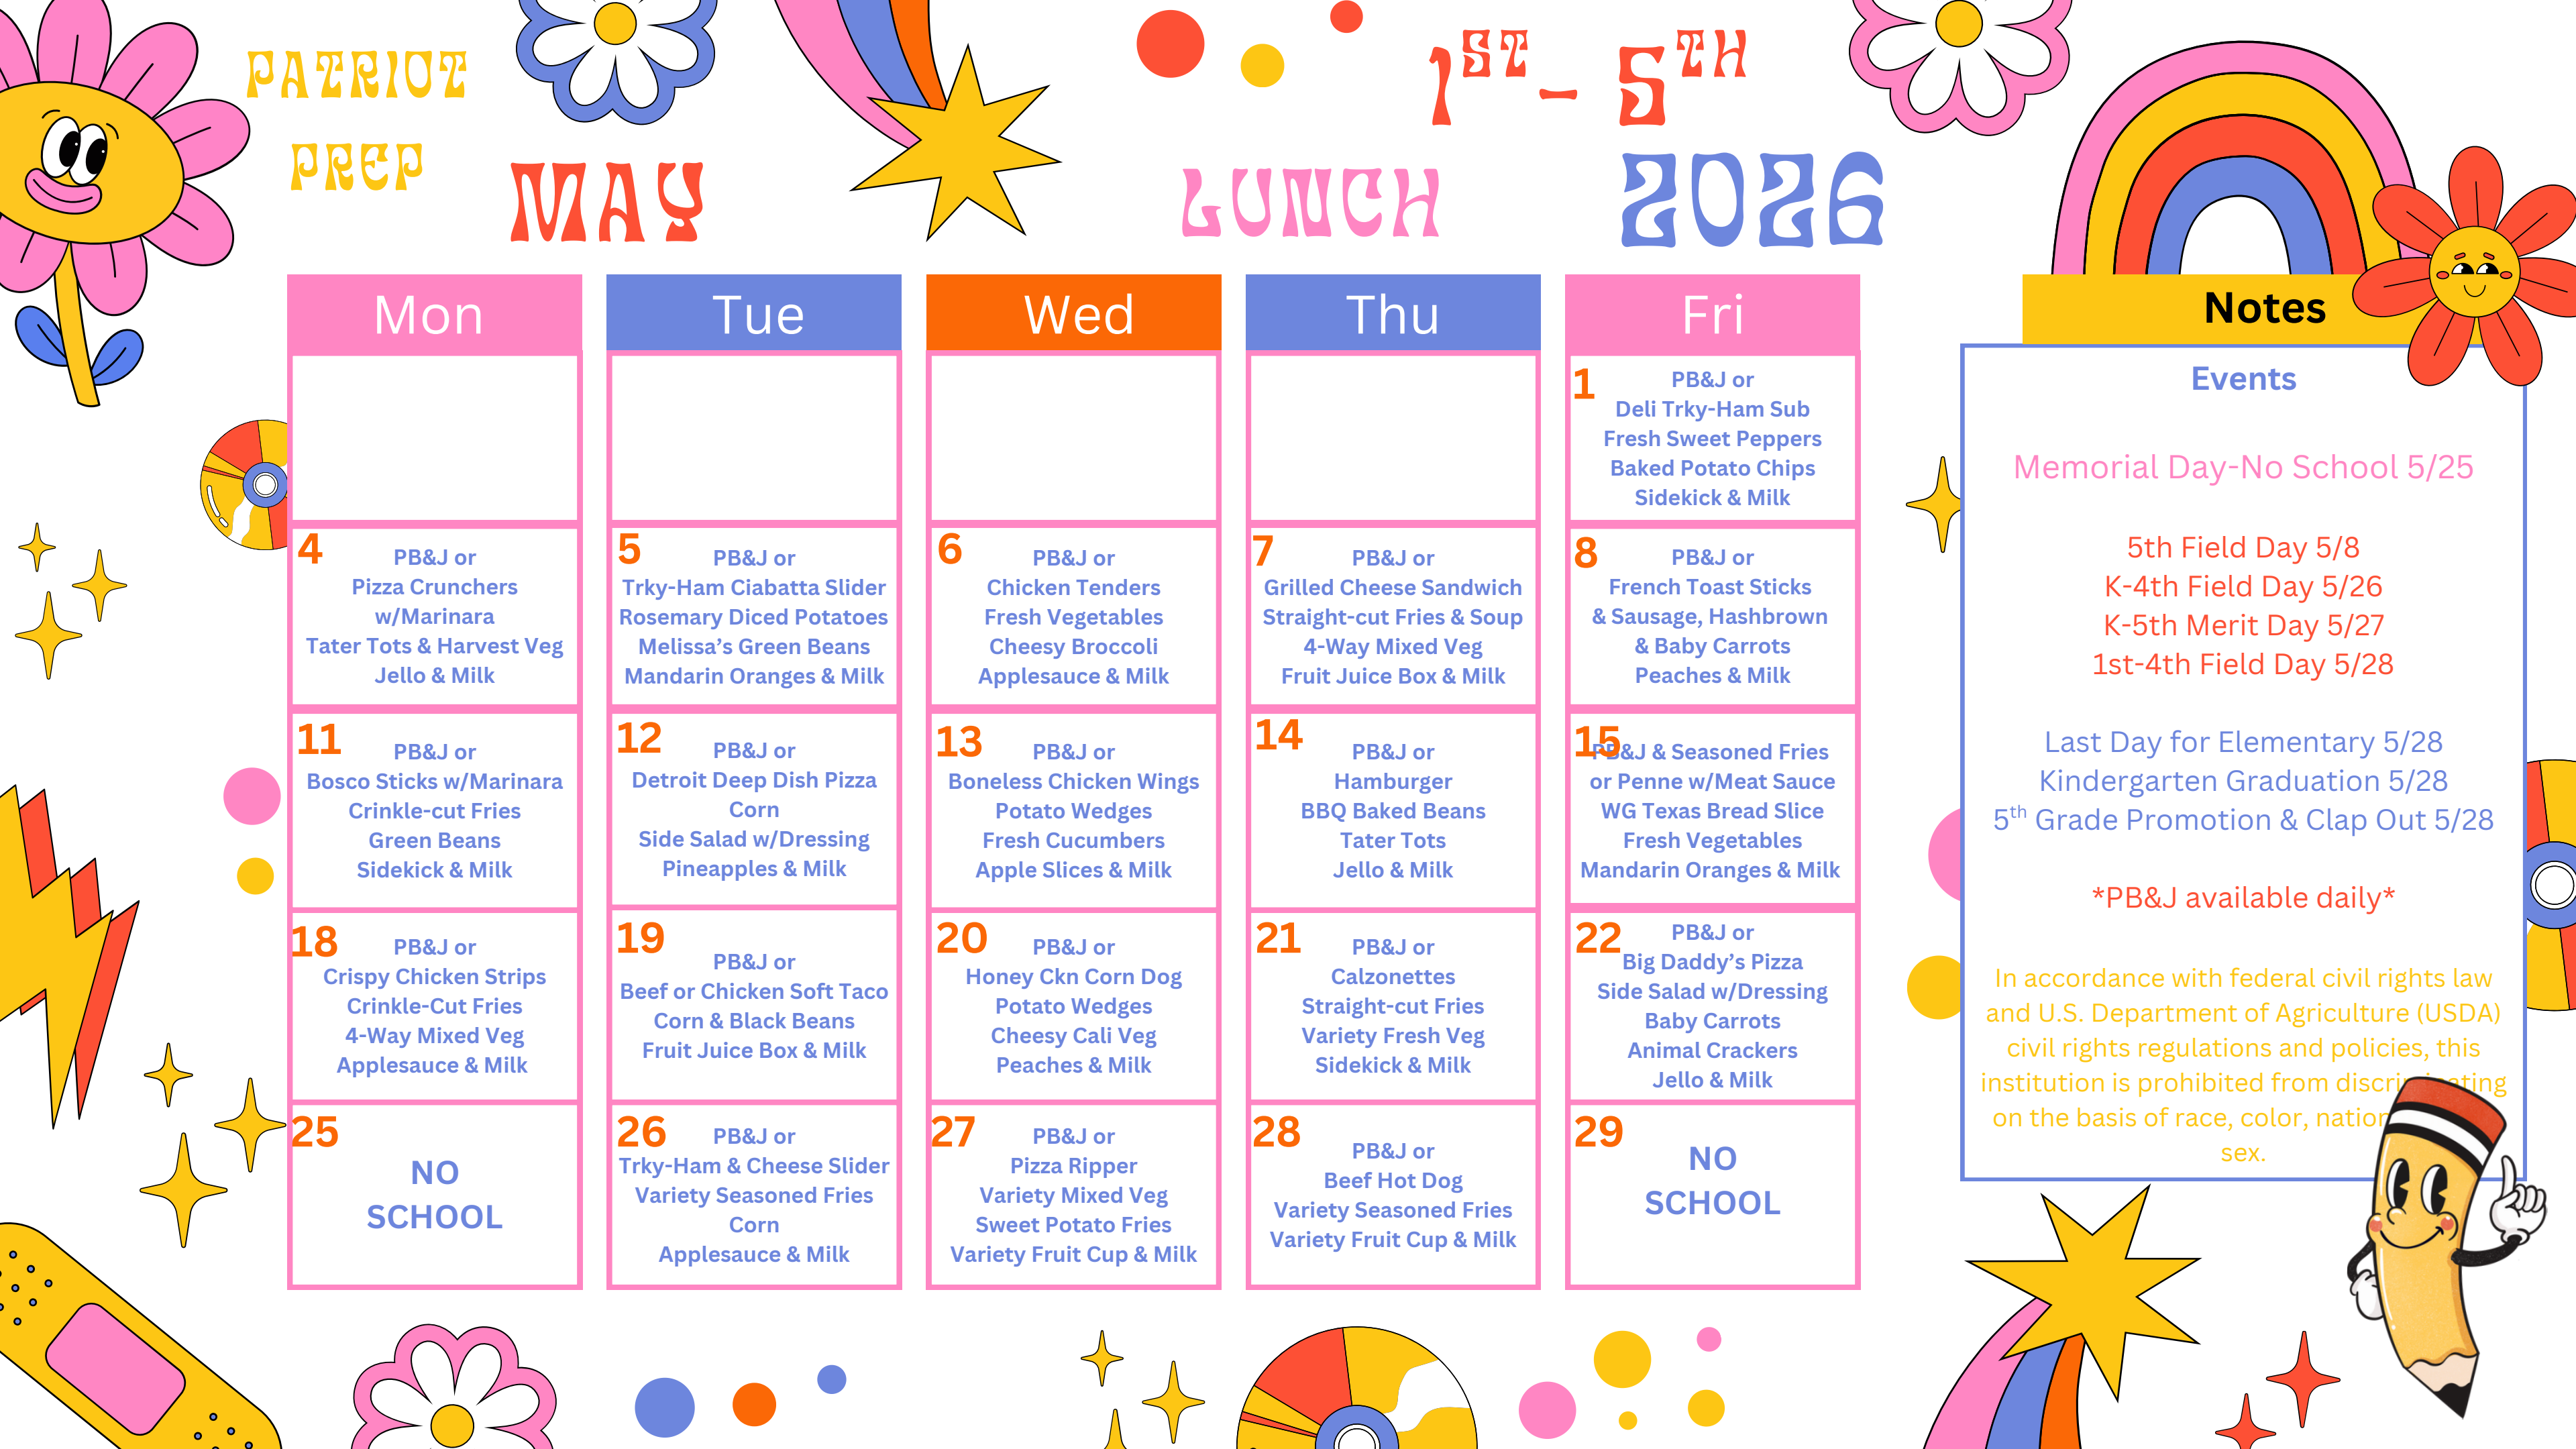 PATRIOT
PREP
MAY
LUNCH
1ST- 5TH
2026
Mon
Tue
Wed
Thu
Fri
1
PB&J or
Deli Trky-Ham Sub
Fresh Sweet Peppers
Baked Potato Chips
Sidekick & Milk
4
PB&J or
Pizza Crunchers
w/Marinara
Tater Tots & Harvest Veg
Jello & Milk
5
PB&J or
Trky-Ham Ciabatta Slider
Rosemary Diced Potatoes
Melissa’s Green Beans
Mandarin Oranges & Milk
6
PB&J or
Chicken Tenders
Fresh Vegetables
Cheesy Broccoli
Applesauce & Milk
7
PB&J or
Grilled Cheese Sandwich
Straight-cut Fries & Soup
4-Way Mixed Veg
Fruit Juice Box & Milk
8
PB&J or
French Toast Sticks
& Sausage, Hashbrown
& Baby Carrots
Peaches & Milk
11
PB&J or
Bosco Sticks w/Marinara
Crinkle-cut Fries
Green Beans
Sidekick & Milk
12
PB&J or
Detroit Deep Dish Pizza
Corn
Side Salad w/Dressing
Pineapples & Milk
13
PB&J or
Boneless Chicken Wings
Potato Wedges
Fresh Cucumbers
Apple Slices & Milk
14
PB&J or
Hamburger
BBQ Baked Beans
Tater Tots
Jello & Milk
15
PB&J & Seasoned Fries
or Penne w/Meat Sauce
WG Texas Bread Slice
Fresh Vegetables
Mandarin Oranges & Milk
18
PB&J or
Crispy Chicken Strips
Crinkle-Cut Fries
4-Way Mixed Veg
Applesauce & Milk
19
PB&J or
Beef or Chicken Soft Taco
Corn & Black Beans
Fruit Juice Box & Milk
20
PB&J or
Honey Ckn Corn Dog
Potato Wedges
Cheesy Cali Veg
Peaches & Milk
21
PB&J or
Calzonettes
Straight-cut Fries
Variety Fresh Veg
Sidekick & Milk
22
PB&J or
Big Daddy’s Pizza
Side Salad w/Dressing
Baby Carrots
Animal Crackers
Jello & Milk
25
NO
SCHOOL
26
PB&J or
Trky-Ham & Cheese Slider
Variety Seasoned Fries
Corn
Applesauce & Milk
27
PB&J or
Pizza Ripper
Variety Mixed Veg
Sweet Potato Fries
Variety Fruit Cup & Milk
28
PB&J or
Beef Hot Dog
Variety Seasoned Fries
Variety Fruit Cup & Milk
29
NO
SCHOOL
Notes
Events
Memorial Day-No School 5/25
5th Field Day 5/8
K-4th Field Day 5/26
K-5th Merit Day 5/27
1st-4th Field Day 5/28
Last Day for Elementary 5/28
Kindergarten Graduation 5/28
5th Grade Promotion & Clap Out 5/28
*PB&J available daily*
In accordance with federal civil rights law
and U.S. Department of Agriculture (USDA)
civil rights regulations and policies, this
institution is prohibited from discriminating
on the basis of race, color,
sex.